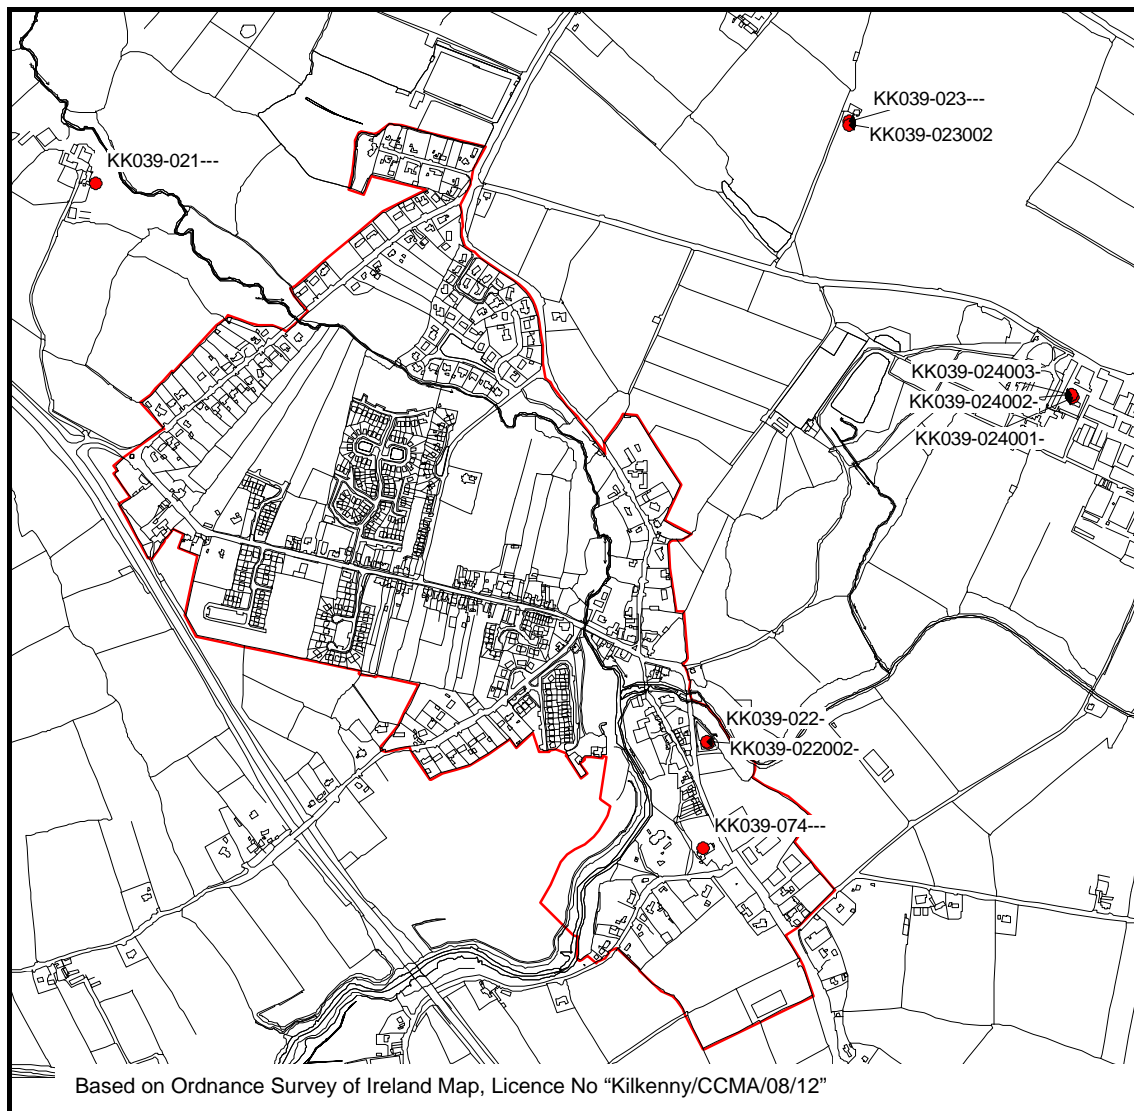 KK039-023---
KK039-023002
KK039-021---
KK039-024003-
KK039-024002-
KK039-024001-
KK039-022-
KK039-022002-
KK039-074---
Based on Ordnance Survey of Ireland Map, Licence No “Kilkenny/CCMA/08/12”